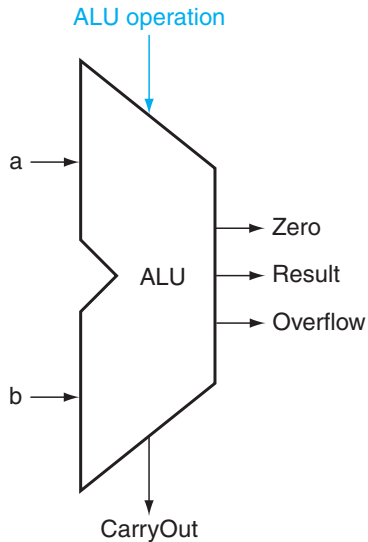 ALU operation
a
Zero
ALU
Result
Overflow
b
CarryOut